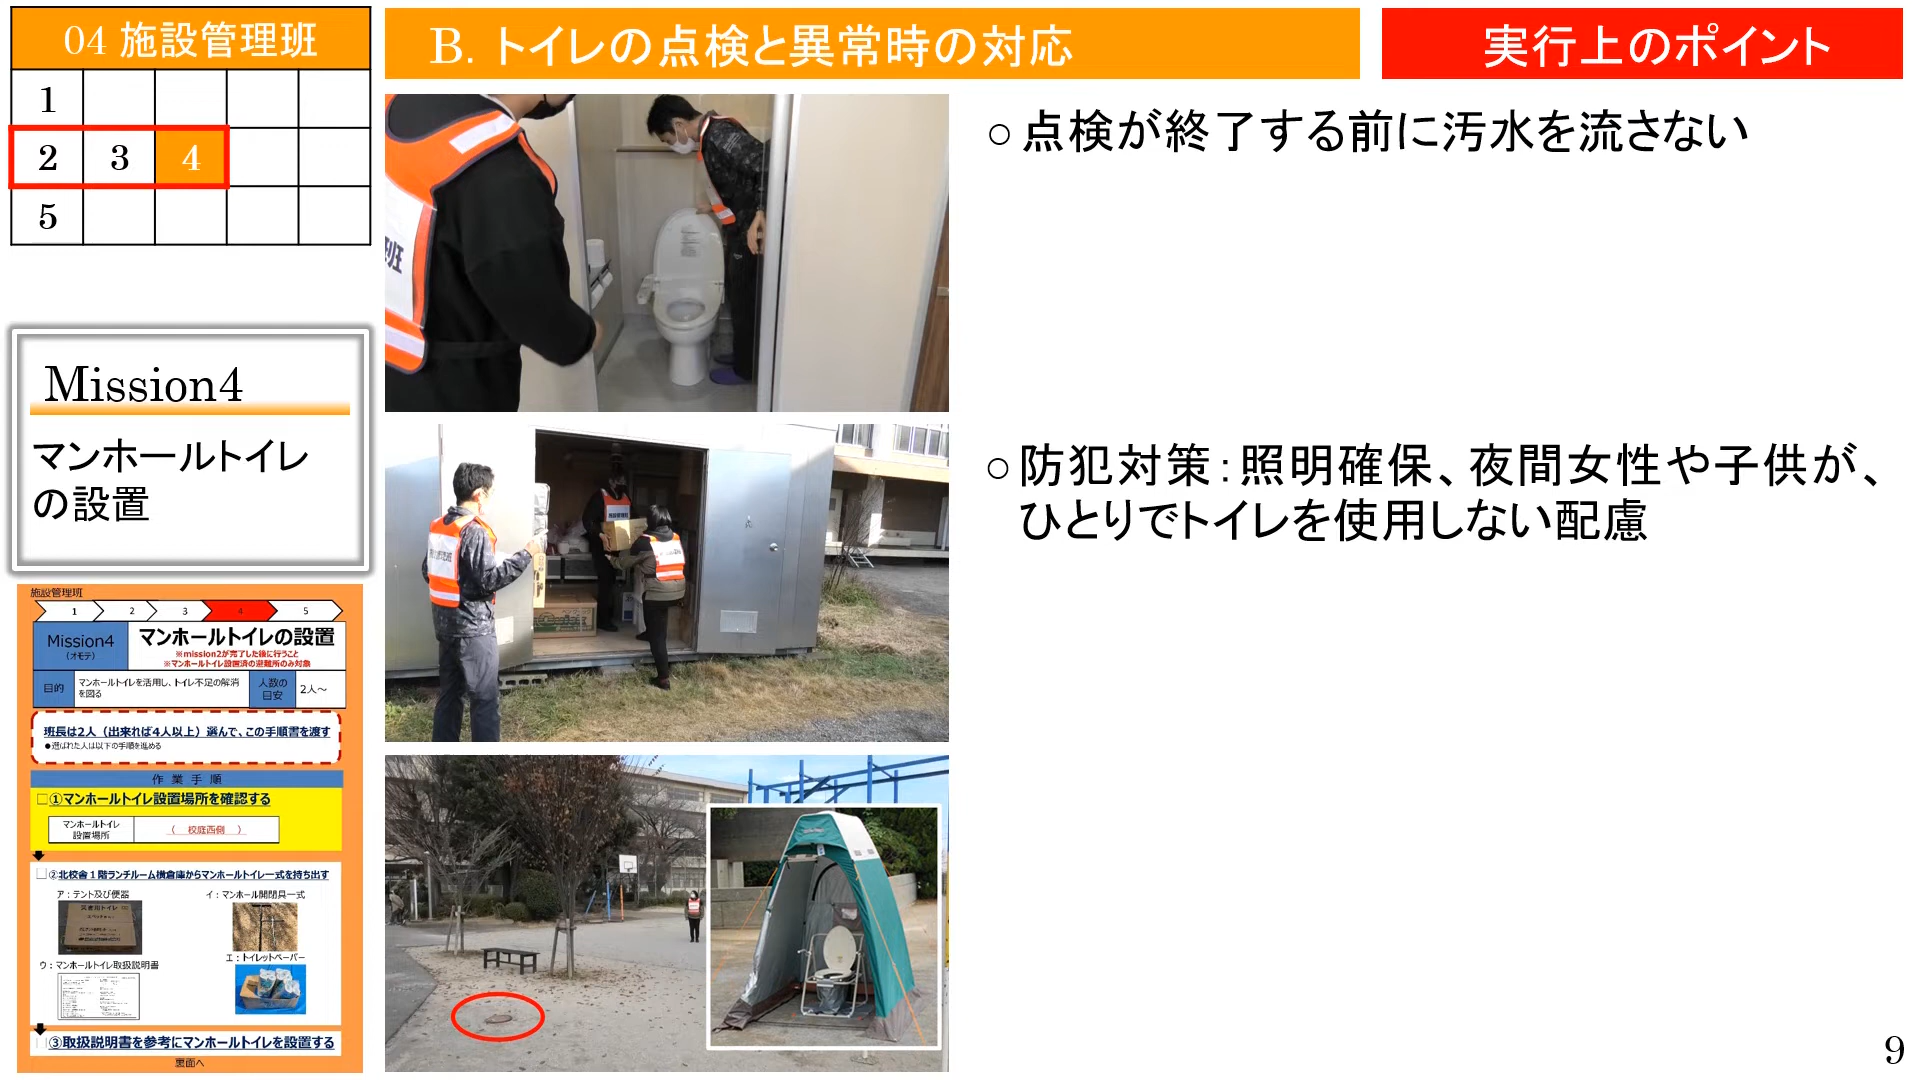 04 施設管理班
1
2 3 4
5
B. トイレの点検と異常時の対応
実行上のポイント
○点検が終了する前に汚水を流さない
○防犯対策：照明確保、夜間女性や子供が、
ひとりでトイレを使用しない配慮
Mission4
マンホールトイレ
の設置
施設管理班
1 2 3 4 5
Mission4
(オモテ)
マンホールトイレの設置
※mission2が完了した後に行うこと
※マンホールトイレ設置済の避難所のみ対象
目的
マンホールトイレを活用し、トイレ不足の解消
を図る
人数の
目安
2人～
班長は2人（出来れば4人以上）選んで、この手順書を渡す
●選ばれた人は以下の手順を進める
作 業 手 順
□①マンホールトイレ設置場所を確認する
マンホールトイレ
設置場所
（ 校庭西側 ）
□②北校舎１階ランチルーム横倉庫からマンホールトイレ一式を持ち出す
ア：テント及び便器
イ：マンホール開閉具一式
ウ：マンホールトイレ取扱説明書
エ：トイレットペーパー
□③取扱説明書を参考にマンホールトイレを設置する
裏面へ
9